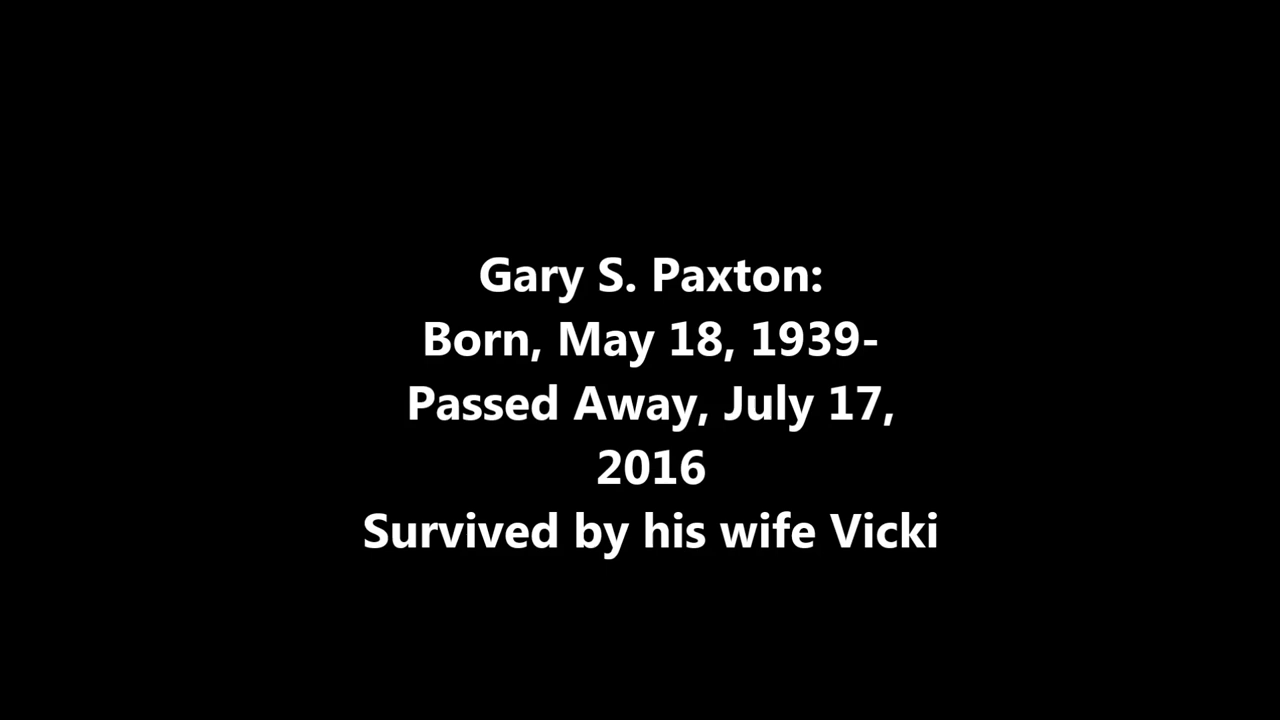 Gary S. Paxton:
Born, May 18, 1939-
Passed Away, July 17,
2016
Survived by his wife Vicki